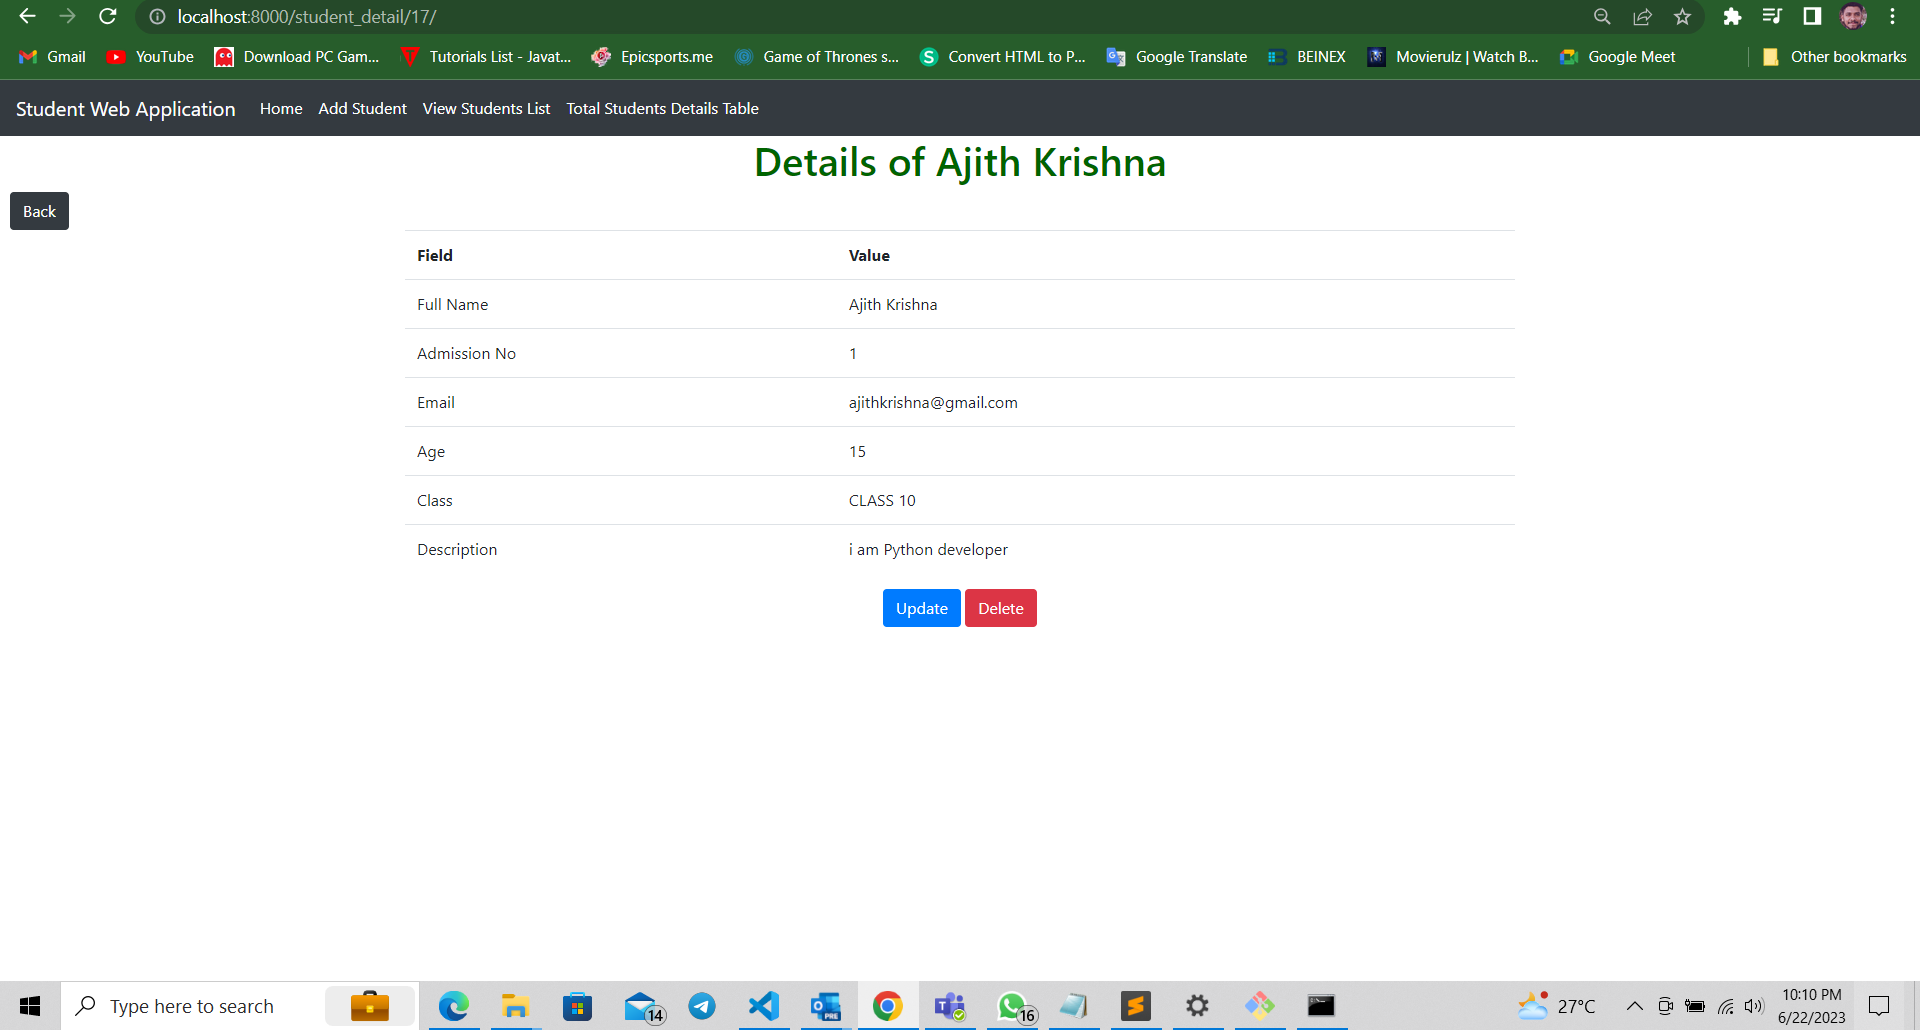 localhost:8000/student_detail/17/
Gmail YouTube Download PC Gam... Tutorials List - Javat... Epicsports.me Game of Thrones s... Convert HTML to P... Google Translate BEINEX Movierulz | Watch B... Google Meet Other bookmarks
Student Web Application Home Add Student View Students List Total Students Details Table
Details of Ajith Krishna
Back
Field Value
Full Name Ajith Krishna
Admission No 1
Email ajithkrishna@gmail.com
Age 15
Class CLASS 10
Description i am Python developer
Update Delete
Type here to search 14 PRE 16 27°C 10:10 PM
6/22/2023